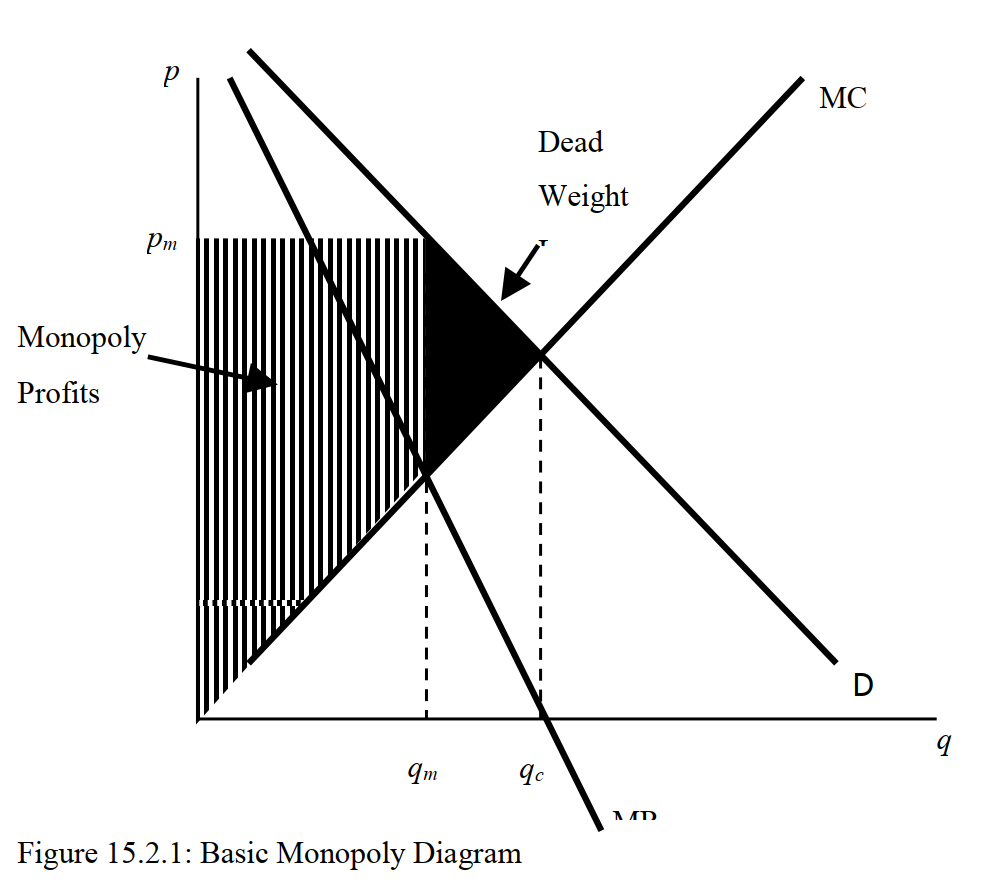 p
MC
Dead
Weight
pm
Monopoly
Profits
D
q
qm
qc
Figure 15.2.1: Basic Monopoly Diagram